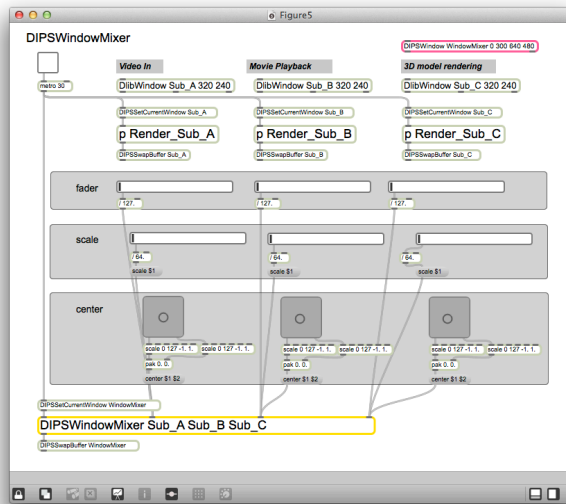 Figure5
DIPSWindowMixer
DIPSWindow WindowMixer 0 300 640 480
Video In Movie Playback 3D model rendering
metro 30 DlibWindow Sub_A 320 240 DlibWindow Sub_B 320 240 DlibWindow Sub_C 320 240
DIPSSetCurrentWindow Sub_A DIPSSetCurrentWindow Sub_B DIPSSetCurrentWindow Sub_C
p Render_Sub_A p Render_Sub_B p Render_Sub_C
DIPSSwapBuffer Sub_A DIPSSwapBuffer Sub_B DIPSSwapBuffer Sub_C
fader
/ 127. / 127. / 127.
scale
/ 64. / 64. / 64.
scale $1 scale $1 scale $1
center
scale 0 127 -1. 1. scale 0 127 -1. 1. scale 0 127 -1. 1. scale 0 127 -1. 1. scale 0 127 -1. 1. scale 0 127 -1. 1.
pak 0. 0. pak 0. 0. pak 0. 0.
center $1 $2 center $1 $2 center $1 $2
DIPSSetCurrentWindow WindowMixer
DIPSWindowMixer Sub_A Sub_B Sub_C
DIPSSwapBuffer WindowMixer